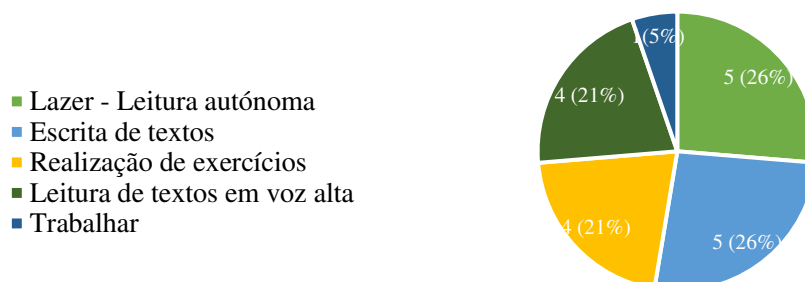 Lazer - Leitura autónoma
Escrita de textos
Realização de exercícios
Leitura de textos em voz alta
Trabalhar
1(5%)
5 (26%)
4 (21%)
4 (21%)
5 (26%)